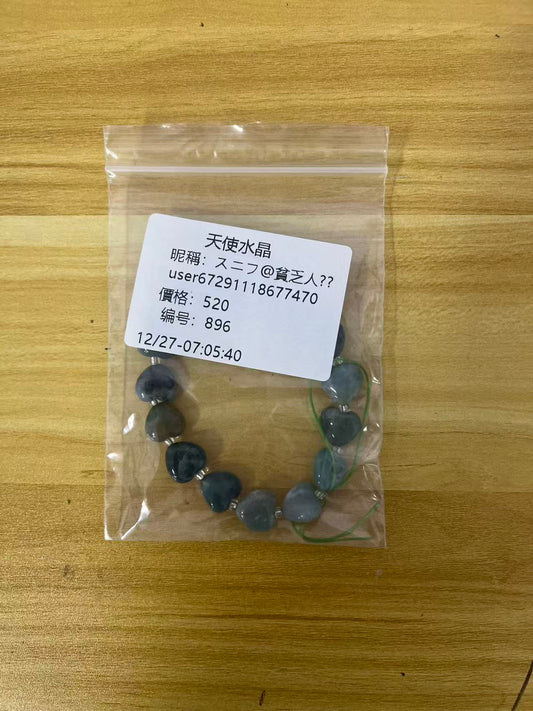 天使水晶
昵稱: スニフ@貧乏人??
user67291118677470
價格: 520
编号: 896
12/27-07:05:40